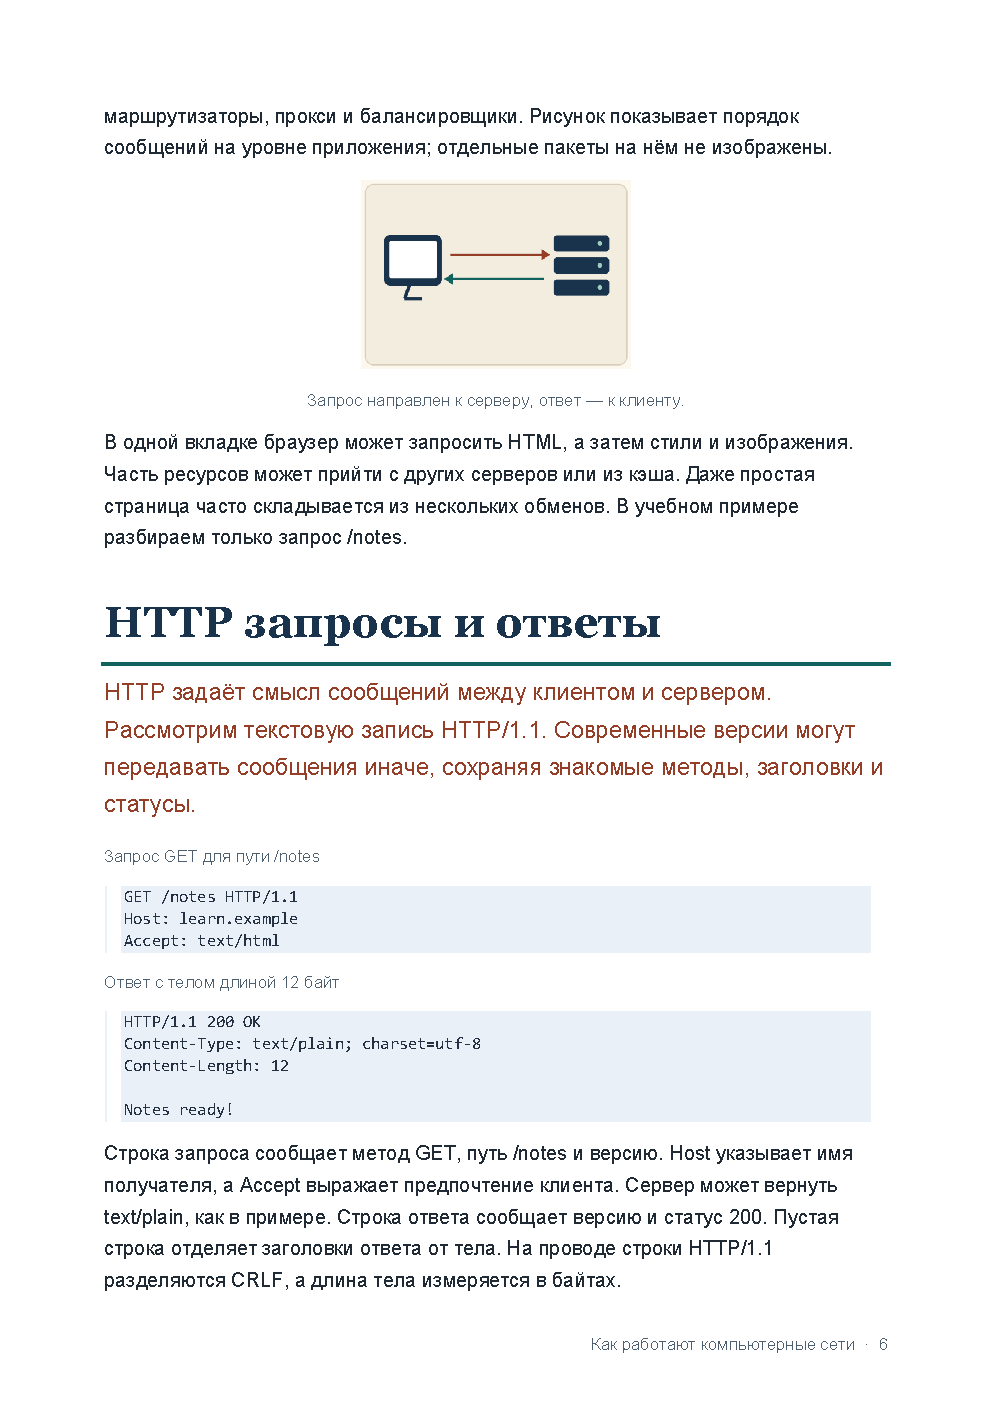 маршрутизаторы, прокси и балансировщики. Рисунок показывает порядок
сообщений на уровне приложения; отдельные пакеты на нём не изображены.
Запрос направлен к серверу, ответ — к клиенту.
В одной вкладке браузер может запросить HTML, а затем стили и изображения.
Часть ресурсов может прийти с других серверов или из кэша. Даже простая
страница часто складывается из нескольких обменов. В учебном примере
разбираем только запрос /notes.
HTTP запросы и ответы
HTTP задаёт смысл сообщений между клиентом и сервером.
Рассмотрим текстовую запись HTTP/1.1. Современные версии могут
передавать сообщения иначе, сохраняя знакомые методы, заголовки и
статусы.
Запрос GET для пути /notes
GET /notes HTTP/1.1
Host: learn.example
Accept: text/html
Ответ с телом длиной 12 байт
HTTP/1.1 200 OK
Content-Type: text/plain; charset=utf-8
Content-Length: 12
Notes ready!
Строка запроса сообщает метод GET, путь /notes и версию. Host указывает имя
получателя, а Accept выражает предпочтение клиента. Сервер может вернуть
text/plain, как в примере. Строка ответа сообщает версию и статус 200. Пустая
строка отделяет заголовки ответа от тела. На проводе строки HTTP/1.1
разделяются CRLF, а длина тела измеряется в байтах.
Как работают компьютерные сети · 6